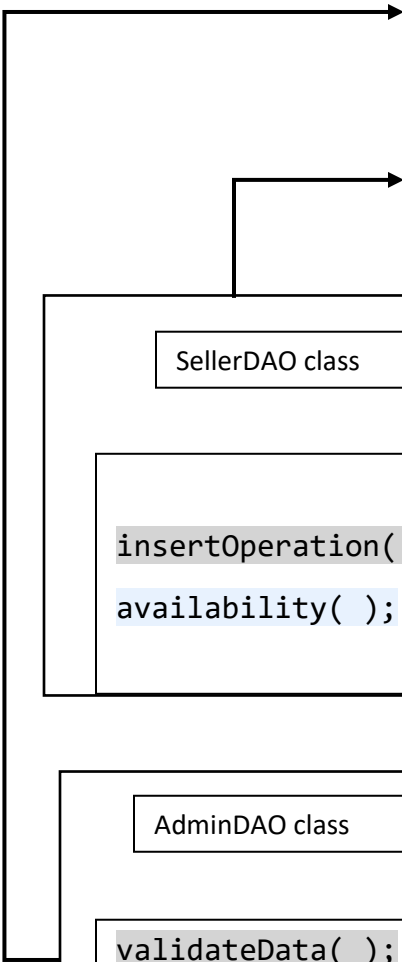 SellerDAO class
insertOperation(
availability( );
AdminDAO class
validateData( );